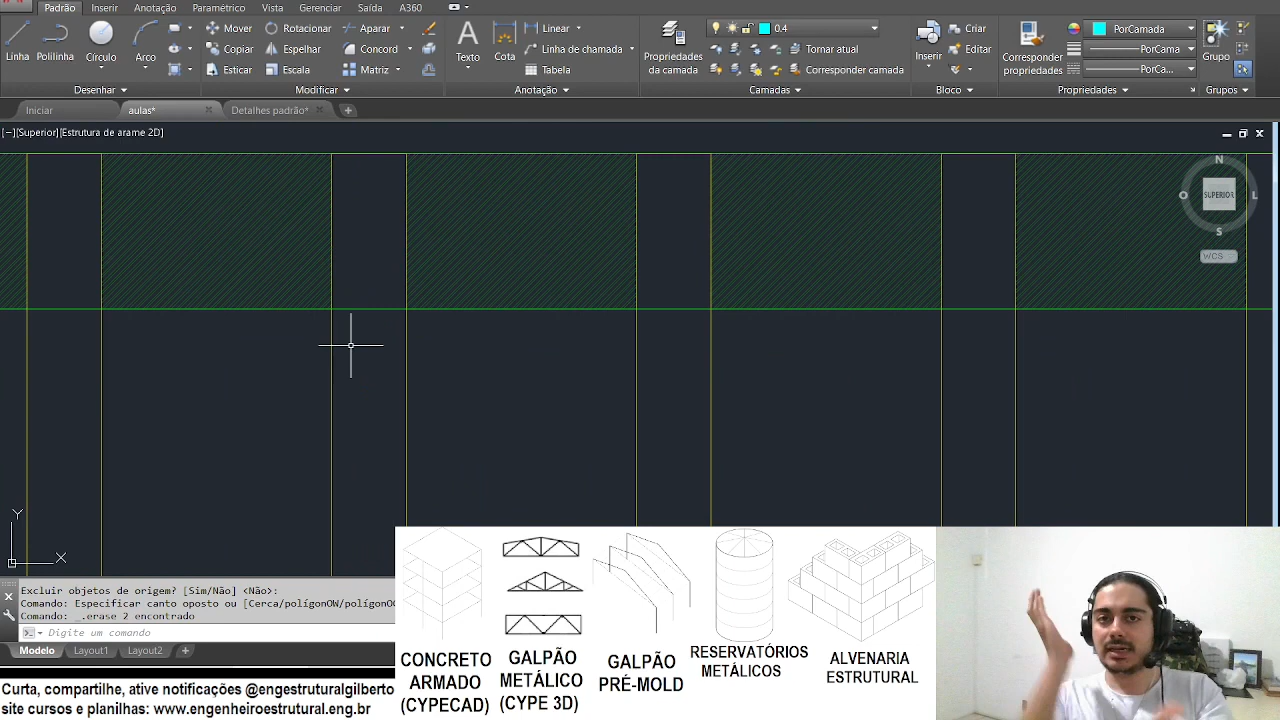 Padrão Inserir Anotação Paramétrico Vista Gerenciar Saída A360
Linha Polilinha Círculo Arco
Mover Rotacionar Aparar
Copiar Espelhar Concord
Esticar Escala Matriz
Texto Cota
Linear
Linha de chamada
Tabela
Propriedades
da camada
0.4
Tornar atual
Corresponder camada
Inserir
Criar
Editar
Corresponder
propriedades
PorCamada
PorCama
PorCa...
Grupo
Desenhar Modificar Anotação Camadas Bloco Propriedades Grupos
Iniciar aulas* Detalhes padrão*
[−][Superior][Estrutura de arame 2D]
N
O SUPERIOR L
S
WCS
Y
X
Excluir objetos de origem? [Sim/Não] <Não>:
Comando: Especificar canto oposto ou [Cerca/polígonOW/polígonOC
Comando: _.erase 2 encontrado
Digite um comando
Modelo Layout1 Layout2
CONCRETO
ARMADO
(CYPECAD)
GALPÃO
METÁLICO
(CYPE 3D)
GALPÃO
PRÉ-MOLD
RESERVATÓRIOS
METÁLICOS
ALVENARIA
ESTRUTURAL
Curta, compartilhe, ative notificações @engestruturalgilberto
site cursos e planilhas: www.engenheiroestrutural.eng.br